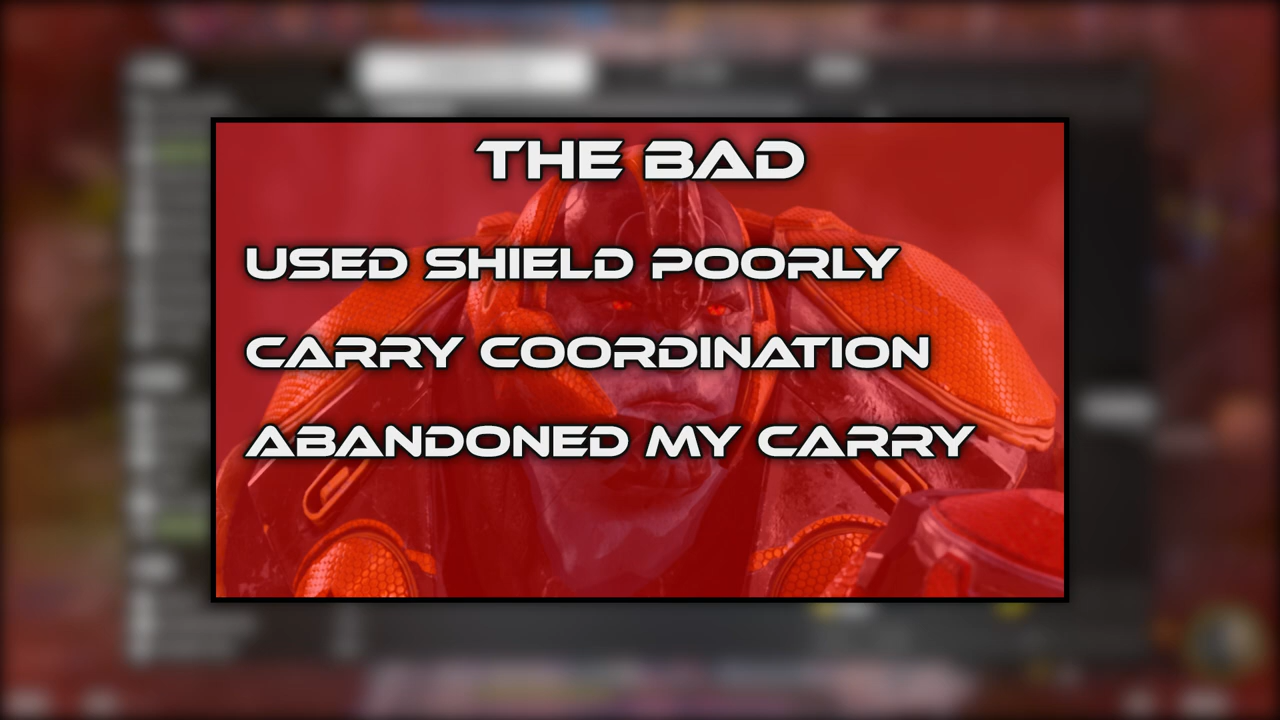 THE BAD
USED SHIELD POORLY
CARRY COORDINATION
ABANDONED MY CARRY